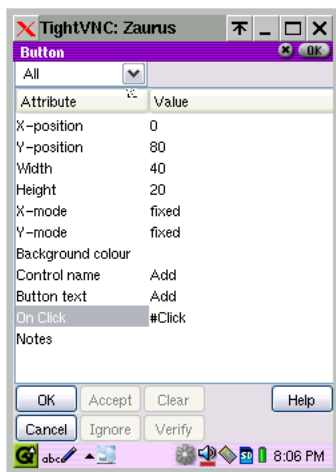 TightVNC: Zaurus
Button OK
All
Attribute Value
X-position 0
Y-position 80
Width 40
Height 20
X-mode fixed
Y-mode fixed
Background colour
Control name Add
Button text Add
On Click #Click
Notes
OK Accept Clear Help
Cancel Ignore Verify
abc SD 8:06 PM